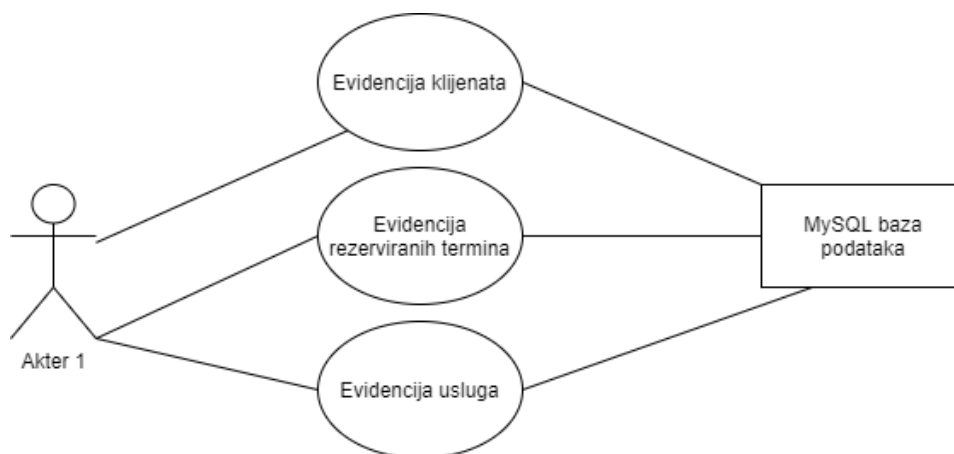 Evidencija klijenata
Evidencija
rezerviranih termina
MySQL baza
podataka
Akter 1
Evidencija usluga